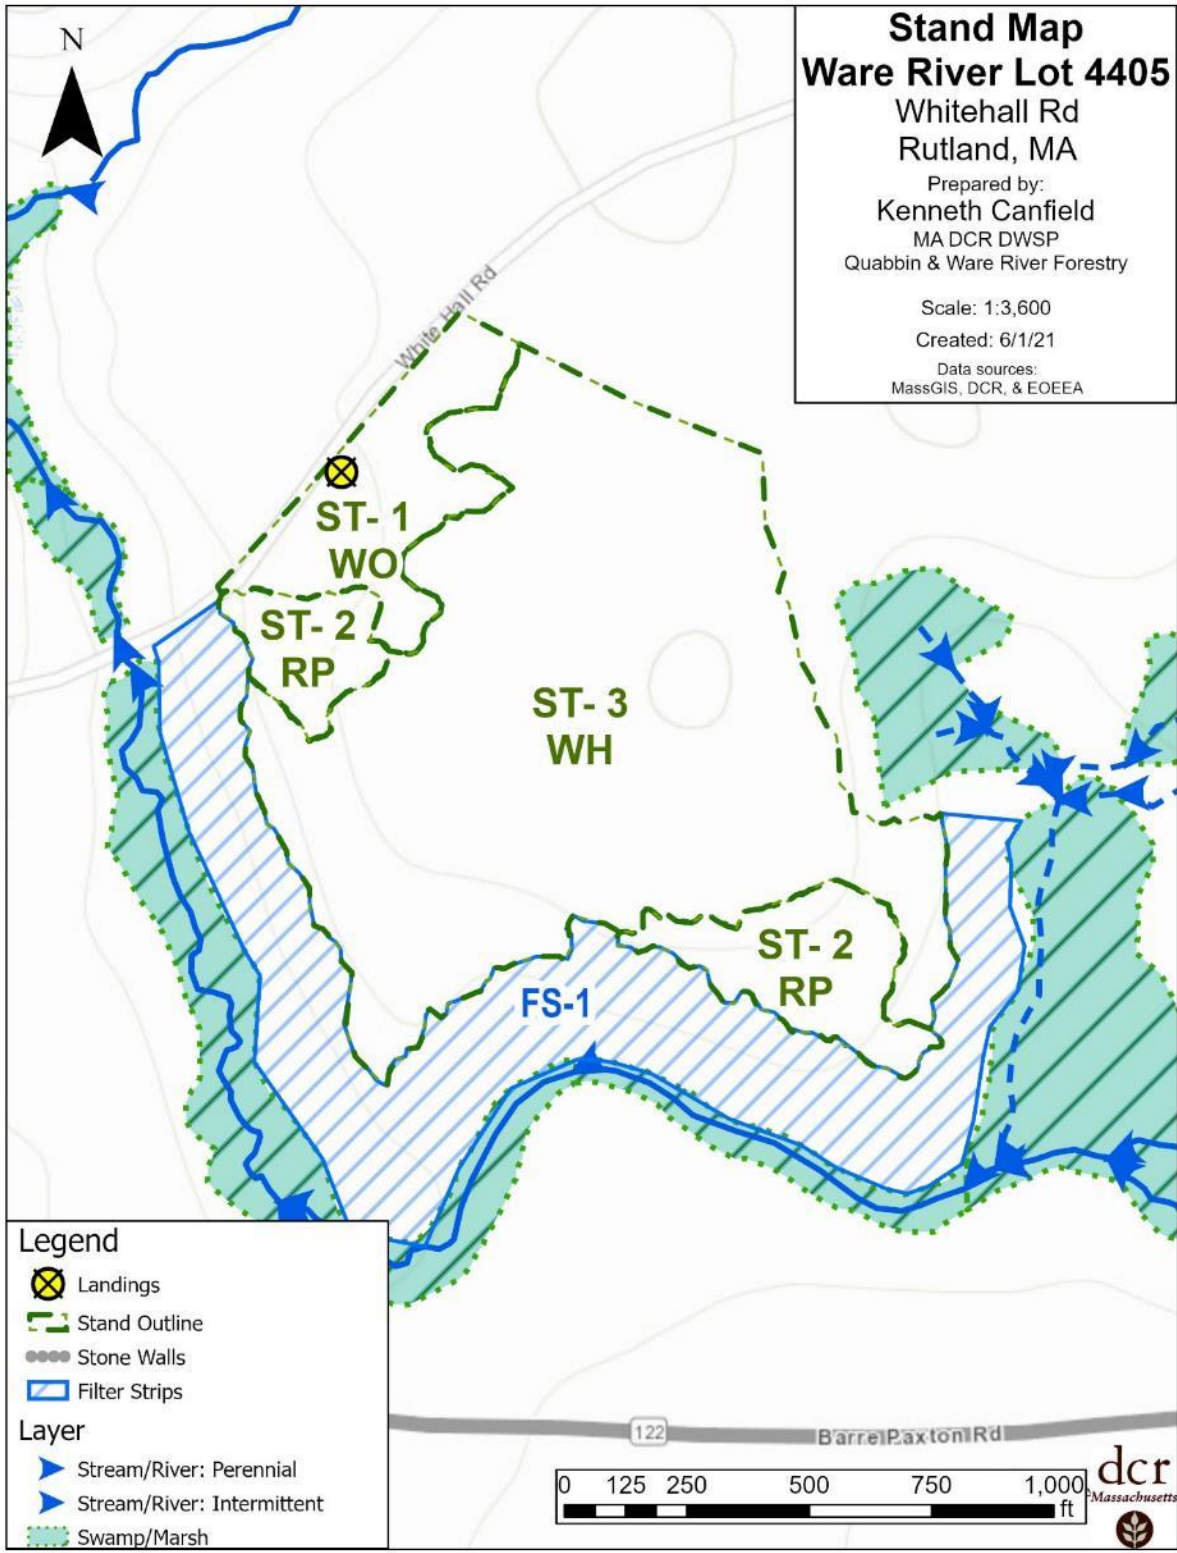 Stand Map
Ware River Lot 4405
Whitehall Rd
Rutland, MA
Prepared by:
Kenneth Canfield
MA DCR DWSP
Quabbin & Ware River Forestry
Scale: 1:3,600
Created: 6/1/21
Data sources:
MassGIS, DCR, & EOEEA
N
White Hall Rd
ST- 1
WO
ST- 2
RP
ST- 3
WH
ST- 2
RP
FS-1
Legend
Landings
Stand Outline
Stone Walls
Filter Strips
Layer
Stream/River: Perennial
Stream/River: Intermittent
Swamp/Marsh
122
Barre Paxton Rd
0 125 250 500 750 1,000
ft
dcr
Massachusetts